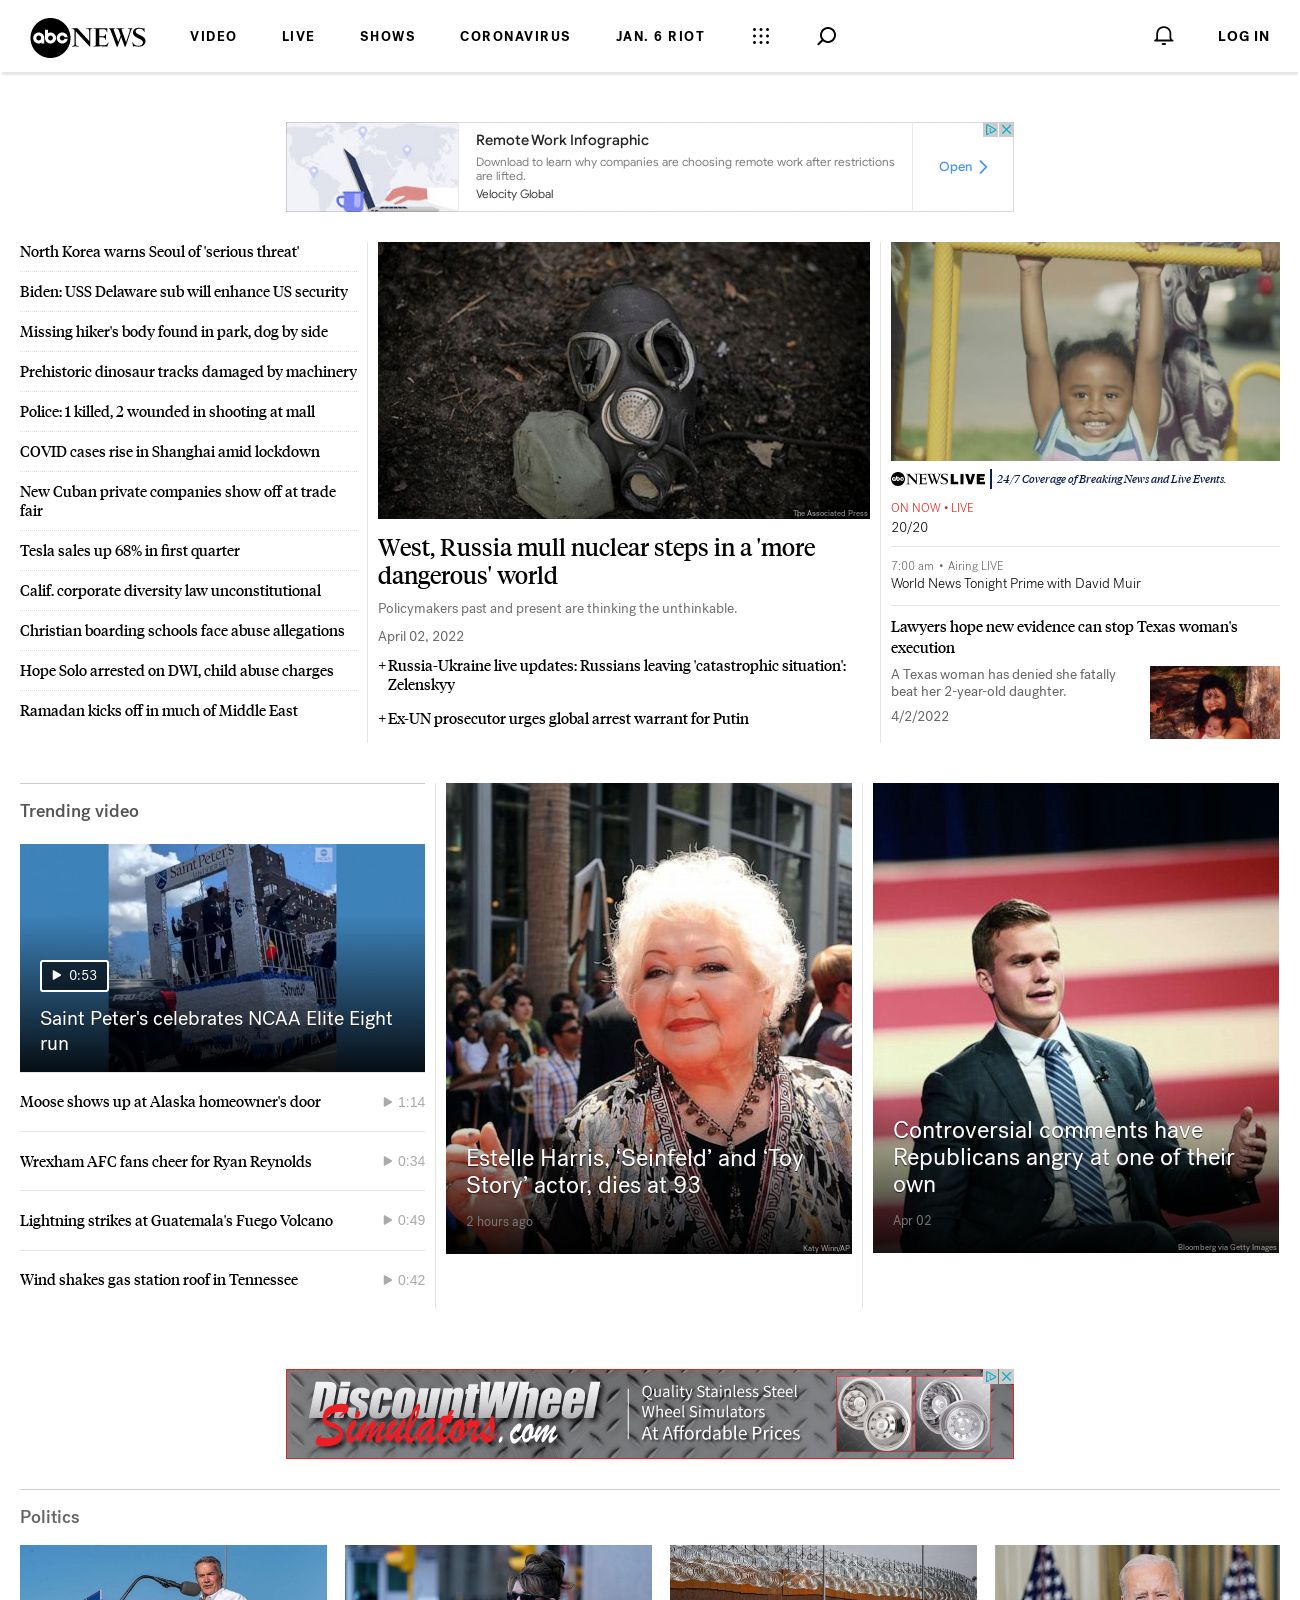 abc NEWS
VIDEO
LIVE
SHOWS
CORONAVIRUS
JAN. 6 RIOT
LOG IN
Remote Work Infographic
Download to learn why companies are choosing remote work after restrictions
are lifted.
Velocity Global
Open
North Korea warns Seoul of 'serious threat'
Biden: USS Delaware sub will enhance US security
Missing hiker's body found in park, dog by side
Prehistoric dinosaur tracks damaged by machinery
Police: 1 killed, 2 wounded in shooting at mall
COVID cases rise in Shanghai amid lockdown
New Cuban private companies show off at trade
fair
Tesla sales up 68% in first quarter
Calif. corporate diversity law unconstitutional
Christian boarding schools face abuse allegations
Hope Solo arrested on DWI, child abuse charges
Ramadan kicks off in much of Middle East
The Associated Press
West, Russia mull nuclear steps in a 'more
dangerous' world
Policymakers past and present are thinking the unthinkable.
April 02, 2022
+ Russia-Ukraine live updates: Russians leaving 'catastrophic situation':
Zelenskyy
+ Ex-UN prosecutor urges global arrest warrant for Putin
abc NEWS LIVE
24/7 Coverage of Breaking News and Live Events.
ON NOW • LIVE
20/20
7:00 am • Airing LIVE
World News Tonight Prime with David Muir
Lawyers hope new evidence can stop Texas woman's
execution
A Texas woman has denied she fatally
beat her 2-year-old daughter.
4/2/2022
Trending video
Saint Peter's
UNIVERSITY
#StrutUp
0:53
Saint Peter's celebrates NCAA Elite Eight
run
Moose shows up at Alaska homeowner's door
1:14
Wrexham AFC fans cheer for Ryan Reynolds
0:34
Lightning strikes at Guatemala's Fuego Volcano
0:49
Wind shakes gas station roof in Tennessee
0:42
Estelle Harris, ‘Seinfeld’ and ‘Toy
Story’ actor, dies at 93
2 hours ago
Katy Winn/AP
Controversial comments have
Republicans angry at one of their
own
Apr 02
Bloomberg via Getty Images
DiscountWheel
Simulators.com
Quality Stainless Steel
Wheel Simulators
At Affordable Prices
Politics